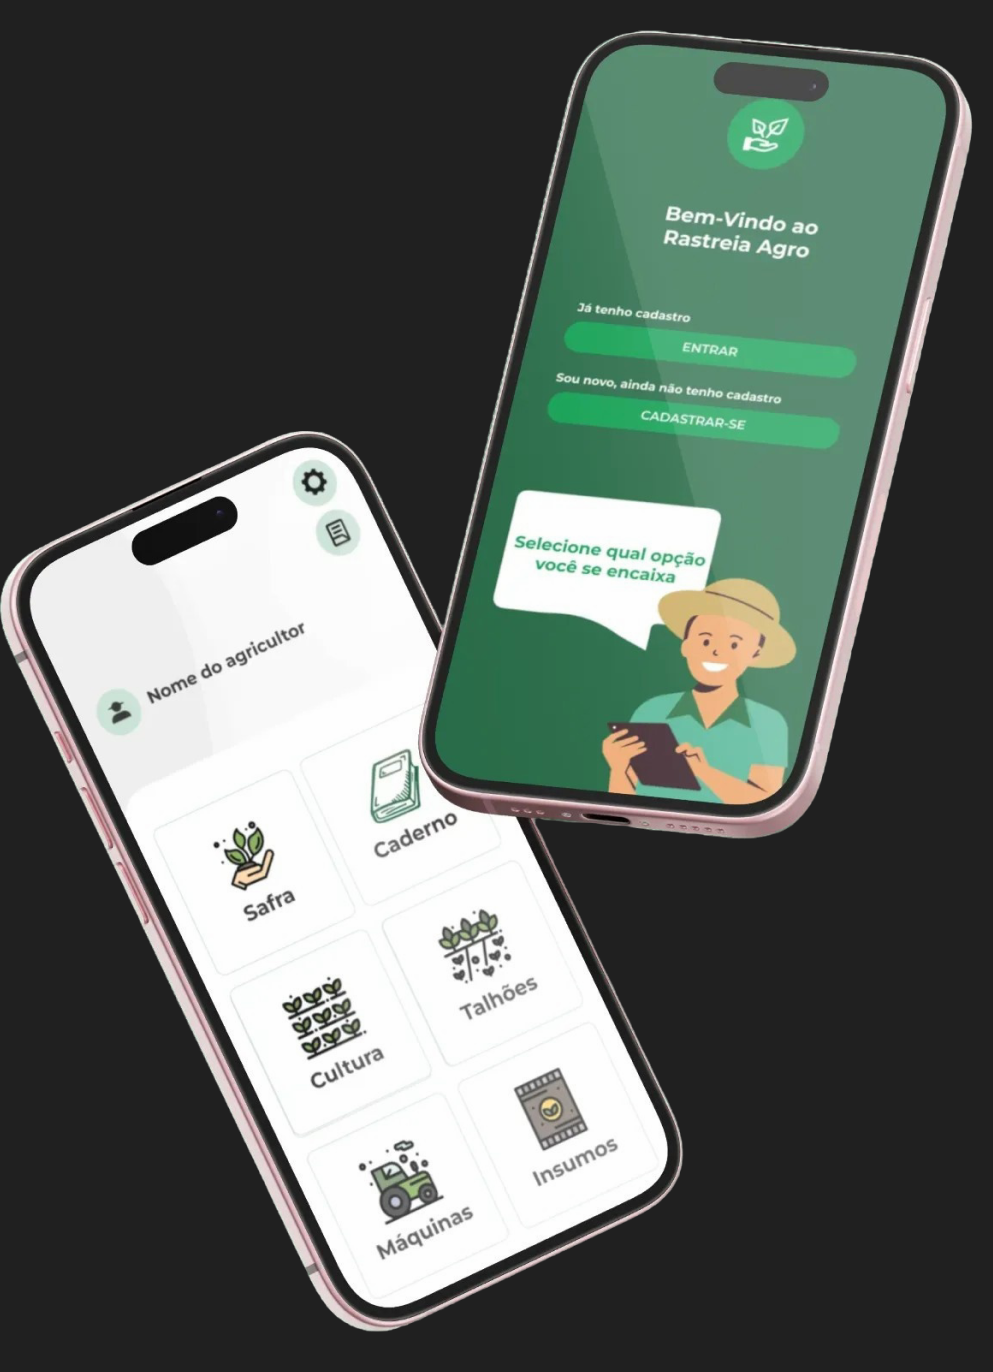 Bem-Vindo ao
Rastreia Agro
Já tenho cadastro
ENTRAR
Sou novo, ainda não tenho cadastro
CADASTRAR-SE
Selecione qual opção
você se encaixa
Nome do agricultor
Safra
Caderno
Cultura
Talhões
Máquinas
Insumos